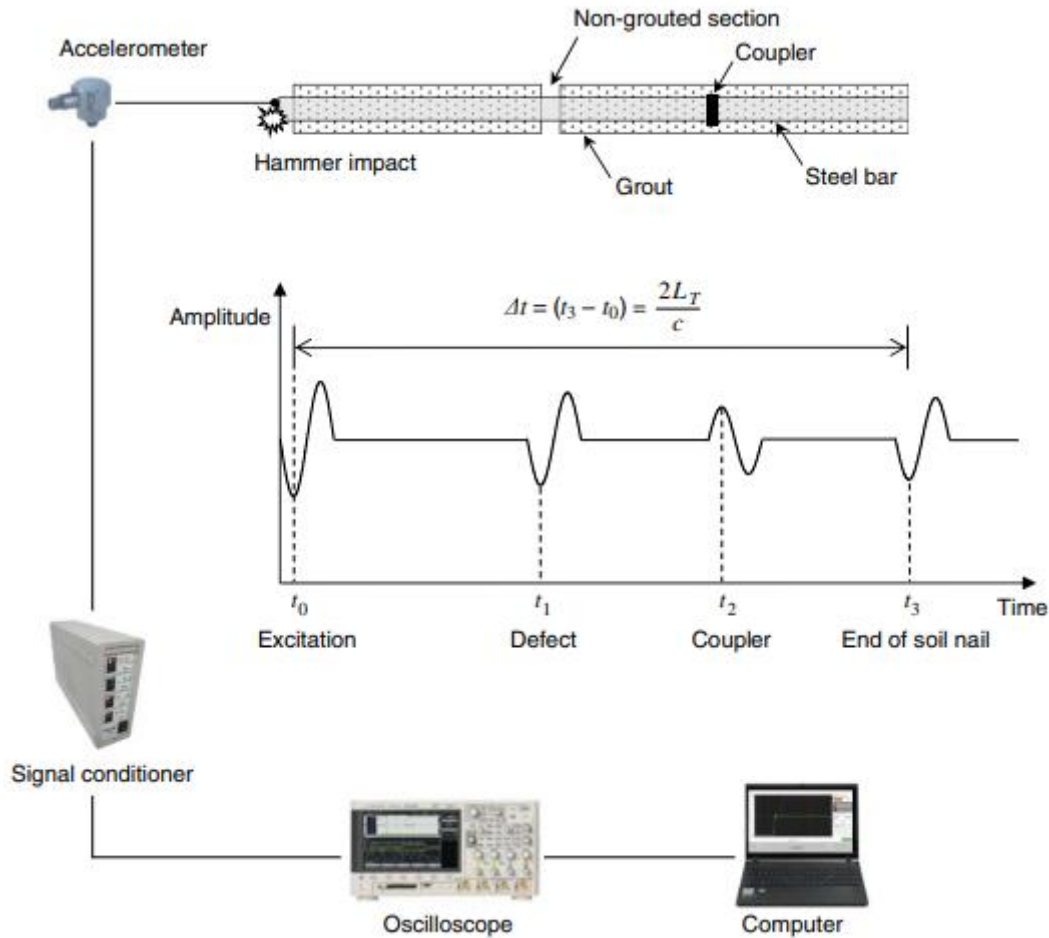 Non-grouted section
Accelerometer
Coupler
Hammer impact
Grout
Steel bar
Amplitude
Δt = (t₃ − t₀) = 2L_T / c
t₀ t₁ t₂ t₃ Time
Excitation Defect Coupler End of soil nail
Signal conditioner
Oscilloscope Computer